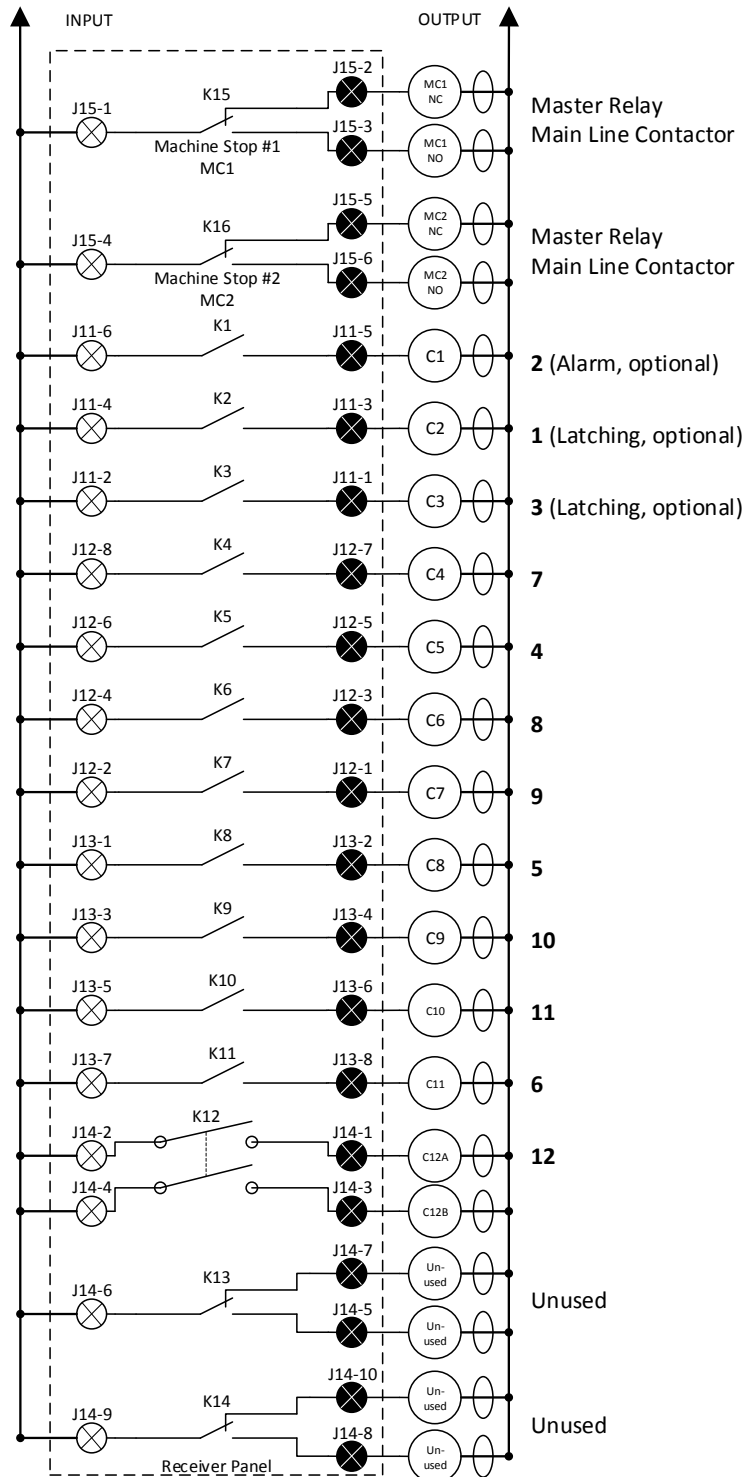 INPUT
OUTPUT
J15-1
K15
J15-2
MC1
NC
J15-3
MC1
NO
Machine Stop #1
MC1
Master Relay
Main Line Contactor
J15-4
K16
J15-5
MC2
NC
J15-6
MC2
NO
Machine Stop #2
MC2
Master Relay
Main Line Contactor
J11-6
K1
J11-5
C1
2 (Alarm, optional)
J11-4
K2
J11-3
C2
1 (Latching, optional)
J11-2
K3
J11-1
C3
3 (Latching, optional)
J12-8
K4
J12-7
C4
7
J12-6
K5
J12-5
C5
4
J12-4
K6
J12-3
C6
8
J12-2
K7
J12-1
C7
9
J13-1
K8
J13-2
C8
5
J13-3
K9
J13-4
C9
10
J13-5
K10
J13-6
C10
11
J13-7
K11
J13-8
C11
6
J14-2
K12
J14-1
C12A
12
J14-4
J14-3
C12B
J14-6
K13
J14-7
Un-
used
J14-5
Un-
used
Unused
J14-9
K14
J14-10
Un-
used
J14-8
Un-
used
Unused
Receiver Panel